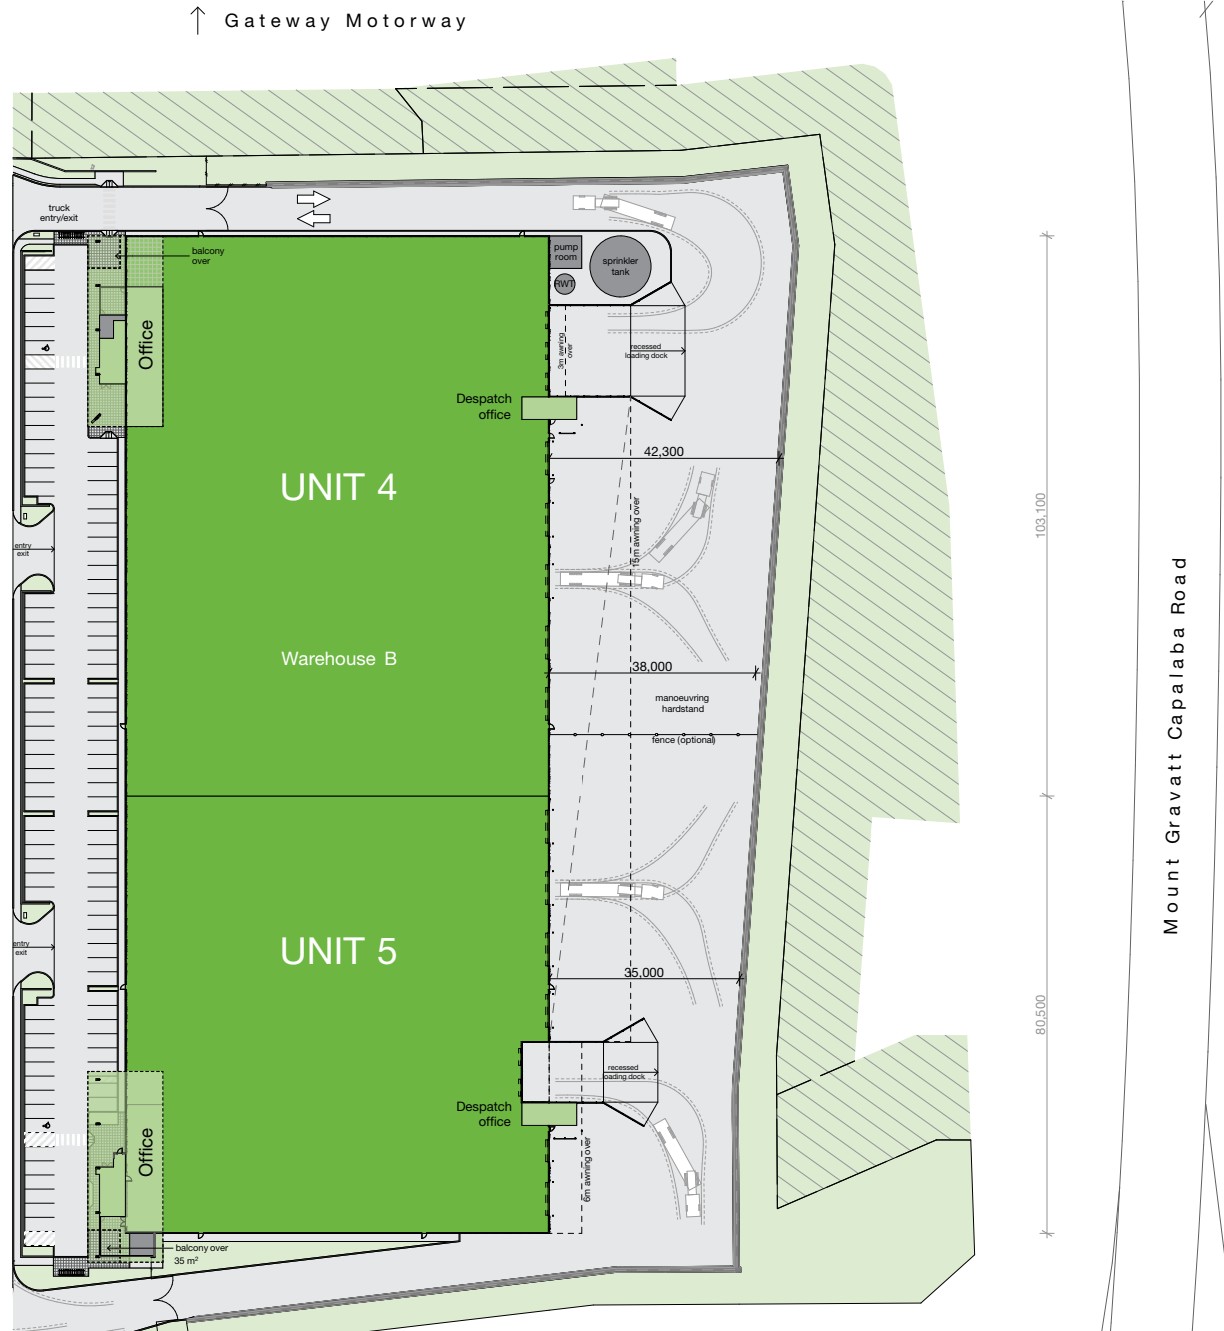 Gateway Motorway
truck
entry/exit
balcony
over
pump
room
sprinkler
tank
RWT
Office
3m awning
over
recessed
loading dock
Despatch
office
42,300
UNIT 4
15m awning over
103,100
entry
exit
Mount Gravatt Capalaba Road
Warehouse B
38,000
manoeuvring
hardstand
fence (optional)
UNIT 5
entry
exit
35,000
80,500
recessed
loading dock
Despatch
office
Office
6m awning over
balcony over
35 m²